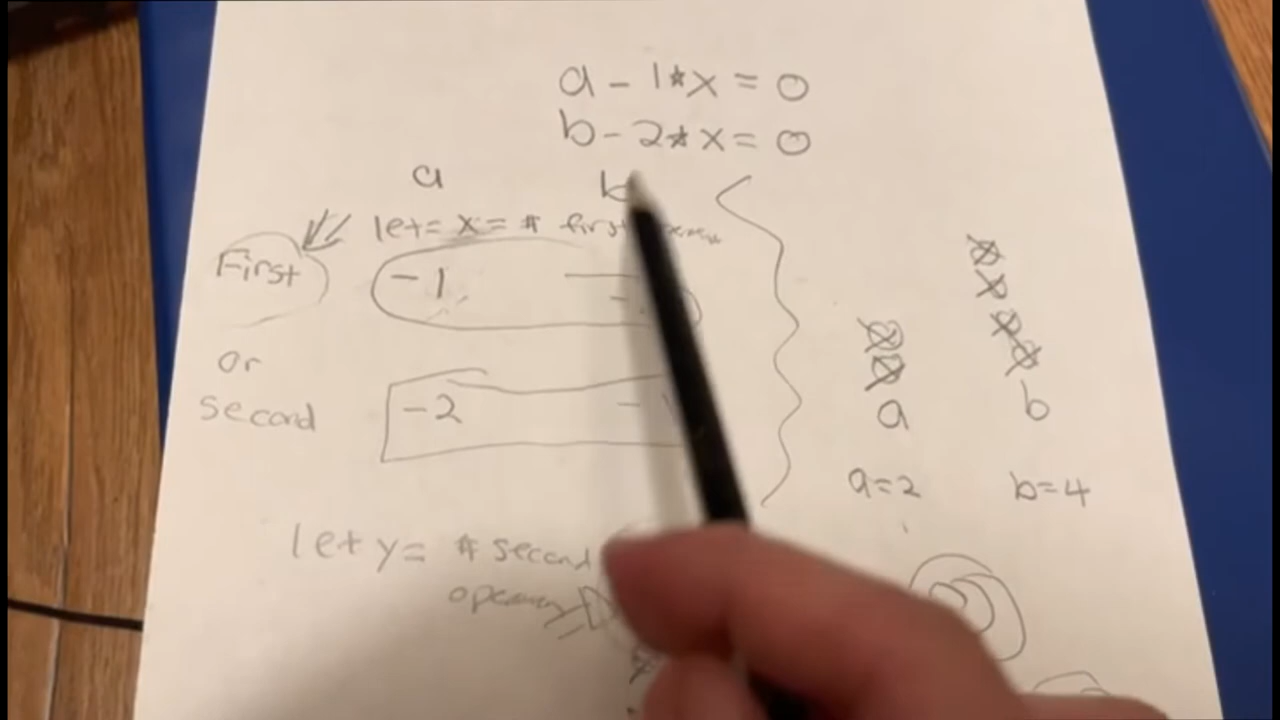 a - 1*x = 0
b - 2*x = 0
a b
let = x = # first
First
-1 -
or
second
-2 -
a b
a=2 b=4
let y = # second